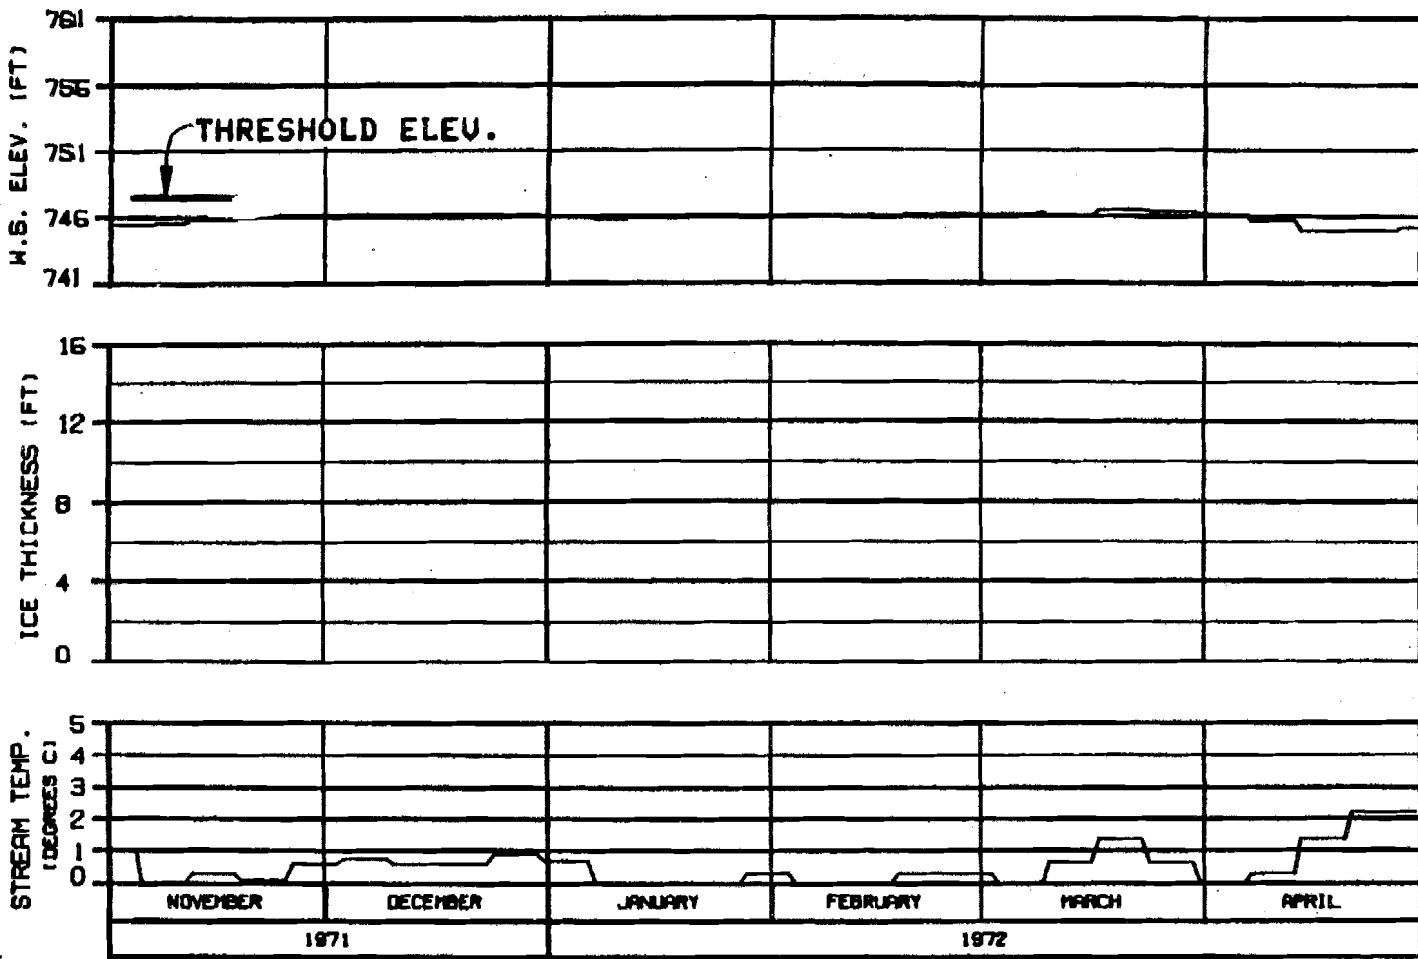 W.S. ELEV. (FT)
761
756
751
746
741
THRESHOLD ELEV.
ICE THICKNESS (FT)
16
12
8
4
0
STREAM TEMP.
(DEGREES C)
5
4
3
2
1
0
NOVEMBER DECEMBER JANUARY FEBRUARY MARCH APRIL
1971 1972